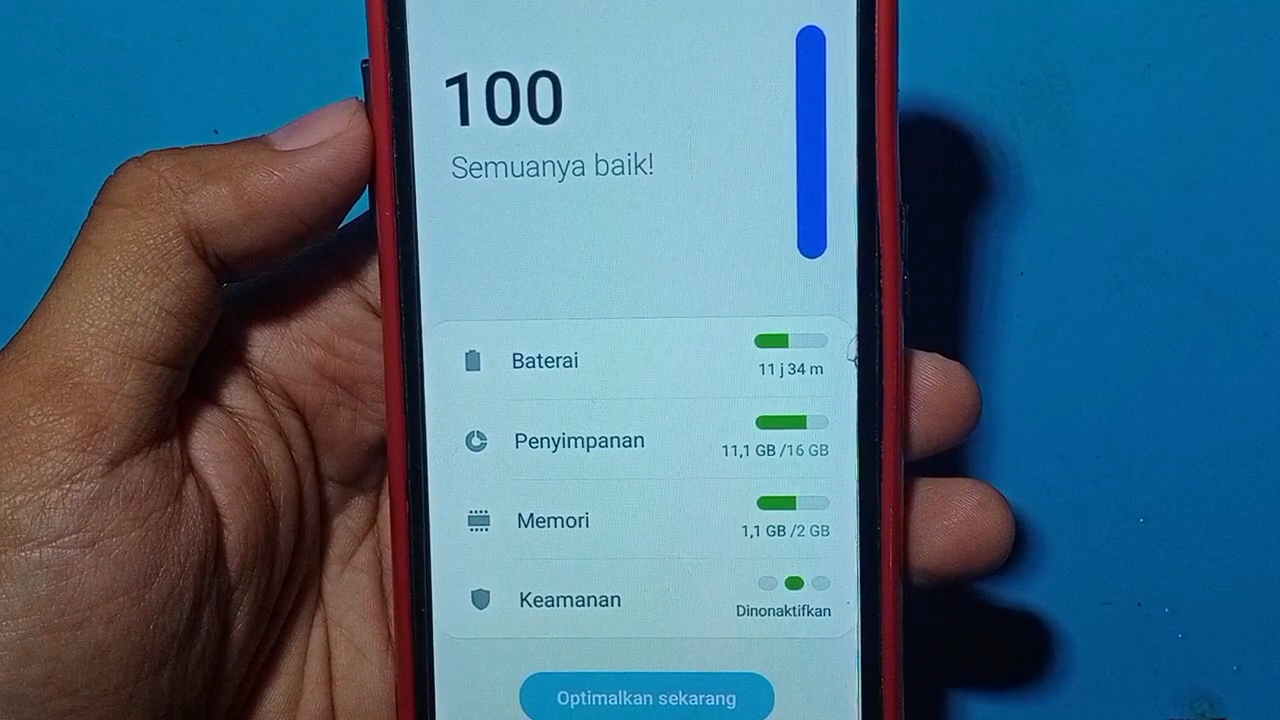 100
Semuanya baik!
Baterai
11 j 34 m
Penyimpanan
11,1 GB /16 GB
Memori
1,1 GB /2 GB
Keamanan
Dinonaktifkan
Optimalkan sekarang